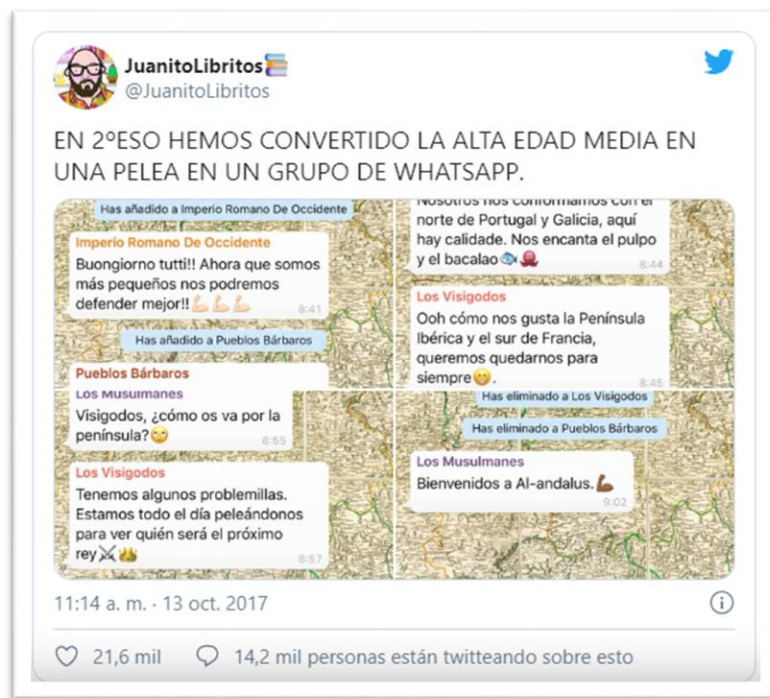 JuanitoLibritos
@JuanitoLibritos
EN 2ºESO HEMOS CONVERTIDO LA ALTA EDAD MEDIA EN
UNA PELEA EN UN GRUPO DE WHATSAPP.
Has añadido a Imperio Romano De Occidente
Imperio Romano De Occidente
Buongiorno tutti!! Ahora que somos
más pequeños nos podremos
defender mejor!!💪🏻💪🏻💪🏻
8:41
Has añadido a Pueblos Bárbaros
Pueblos Bárbaros
Nosotros nos conformamos con el
norte de Portugal y Galicia, aquí
hay calidade. Nos encanta el pulpo
y el bacalao🐟🐙
8:44
Los Visigodos
Ooh cómo nos gusta la Península
Ibérica y el sur de Francia,
queremos quedarnos para
siempre😁.
8:45
Los Musulmanes
Visigodos, ¿cómo os va por la
península?🙄
8:55
Los Visigodos
Tenemos algunos problemillas.
Estamos todo el día peleándonos
para ver quién será el próximo
rey⚔👑
8:57
Has eliminado a Los Visigodos
Has eliminado a Pueblos Bárbaros
Los Musulmanes
Bienvenidos a Al-andalus.💪🏾
9:02
11:14 a. m. · 13 oct. 2017
21,6 mil 14,2 mil personas están twitteando sobre esto